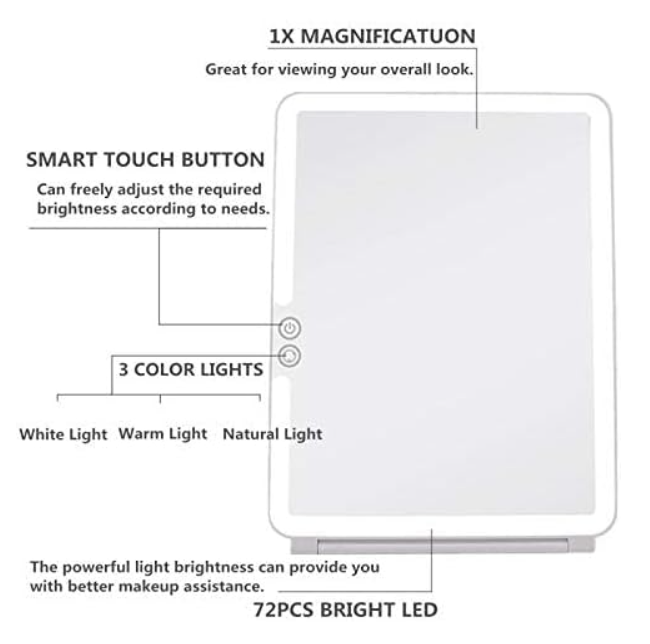 1X MAGNIFICATUON
Great for viewing your overall look.
SMART TOUCH BUTTON
Can freely adjust the required
brightness according to needs.
3 COLOR LIGHTS
White Light Warm Light Natural Light
The powerful light brightness can provide you
with better makeup assistance.
72PCS BRIGHT LED